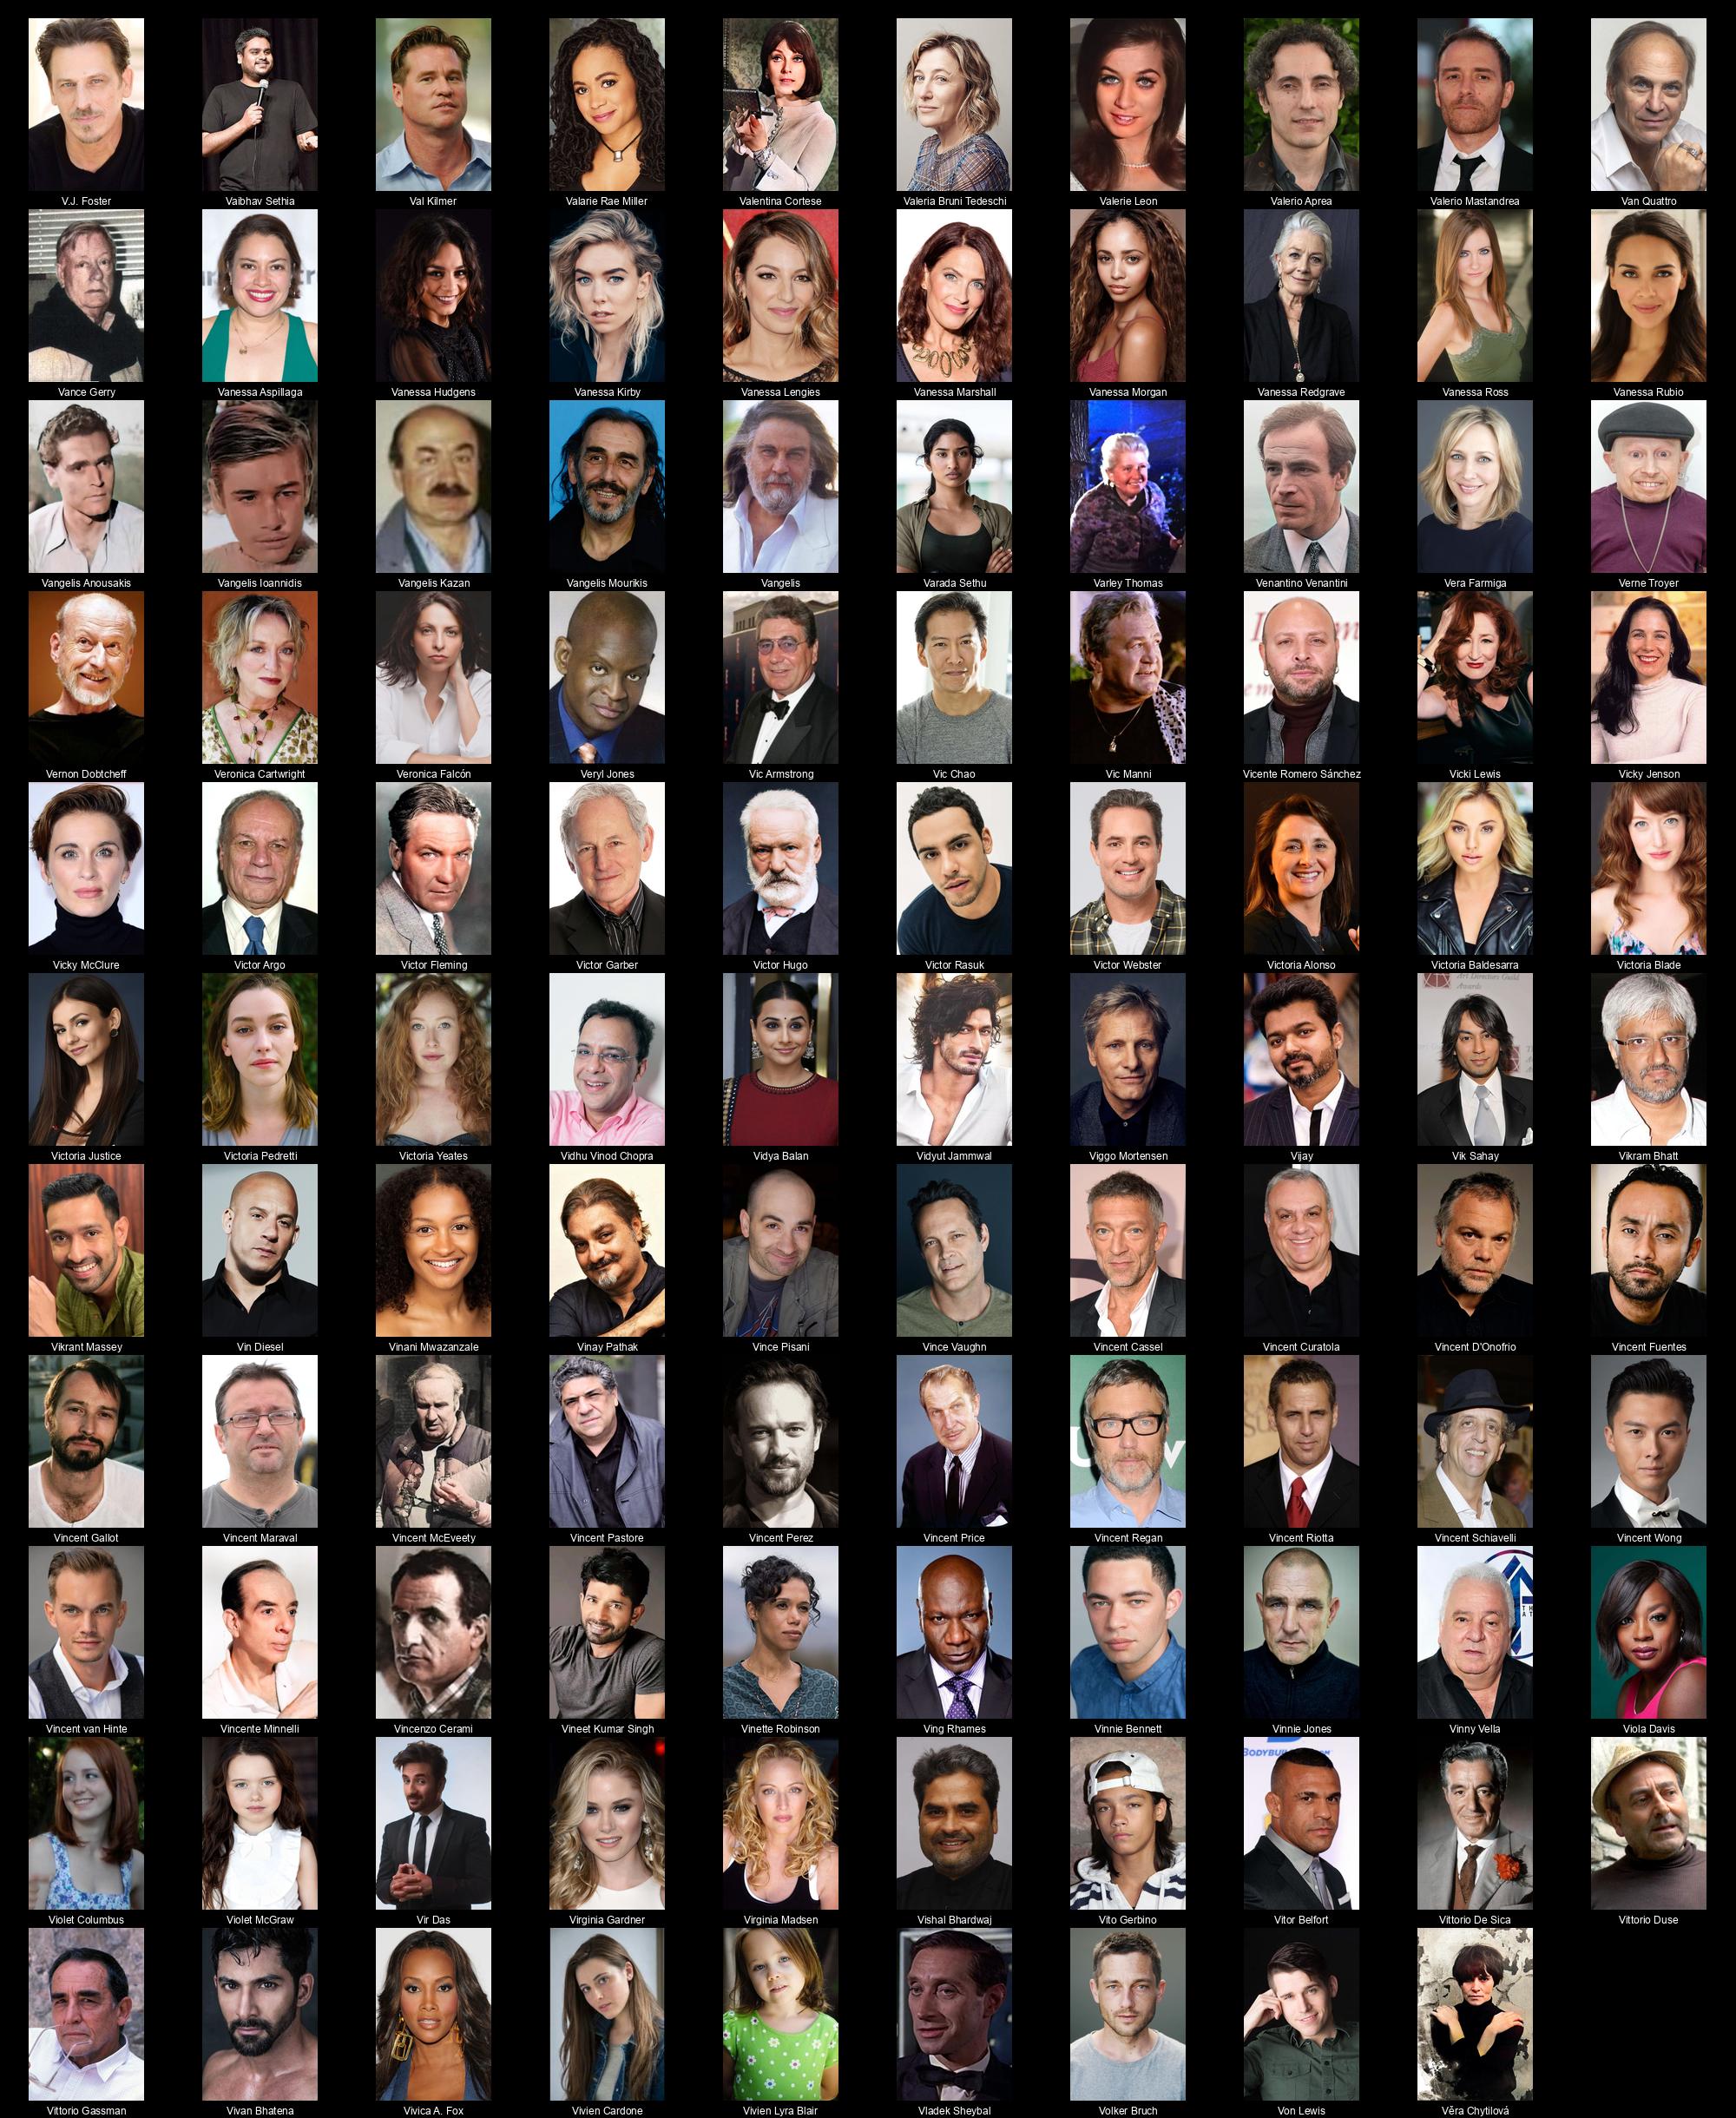 V.J. Foster
Vaibhav Sethia
Val Kilmer
Valarie Rae Miller
Valentina Cortese
Valeria Bruni Tedeschi
Valerie Leon
Valerio Aprea
Valerio Mastandrea
Van Quattro
Vance Gerry
Vanessa Aspillaga
Vanessa Hudgens
Vanessa Kirby
Vanessa Lengies
Vanessa Marshall
Vanessa Morgan
Vanessa Redgrave
Vanessa Ross
Vanessa Rubio
Vangelis Anousakis
Vangelis Ioannidis
Vangelis Kazan
Vangelis Mourikis
Vangelis
Varada Sethu
Varley Thomas
Venantino Venantini
Vera Farmiga
Verne Troyer
Vernon Dobtcheff
Veronica Cartwright
Veronica Falcón
Veryl Jones
Vic Armstrong
Vic Chao
Vic Manni
Vicente Romero Sánchez
Vicki Lewis
Vicky Jenson
Vicky McClure
Victor Argo
Victor Fleming
Victor Garber
Victor Hugo
Victor Rasuk
Victor Webster
Victoria Alonso
Victoria Baldesarra
Victoria Blade
Awards
Victoria Justice
Victoria Pedretti
Victoria Yeates
Vidhu Vinod Chopra
Vidya Balan
Vidyut Jammwal
Viggo Mortensen
Vijay
Vik Sahay
Vikram Bhatt
Vikrant Massey
Vin Diesel
Vinani Mwazanzale
Vinay Pathak
Vince Pisani
Vince Vaughn
Vincent Cassel
Vincent Curatola
Vincent D'Onofrio
Vincent Fuentes
Vincent Gallot
Vincent Maraval
Vincent McEveety
Vincent Pastore
Vincent Perez
Vincent Price
Vincent Regan
Vincent Riotta
Vincent Schiavelli
Vincent Wong
Vincent van Hinte
Vincente Minnelli
Vincenzo Cerami
Vineet Kumar Singh
Vinette Robinson
Ving Rhames
Vinnie Bennett
Vinnie Jones
Vinny Vella
Viola Davis
BODYBUI
Violet Columbus
Violet McGraw
Vir Das
Virginia Gardner
Virginia Madsen
Vishal Bhardwaj
Vito Gerbino
Vitor Belfort
Vittorio De Sica
Vittorio Duse
Vittorio Gassman
Vivan Bhatena
Vivica A. Fox
Vivien Cardone
Vivien Lyra Blair
Vladek Sheybal
Volker Bruch
Von Lewis
Věra Chytilová